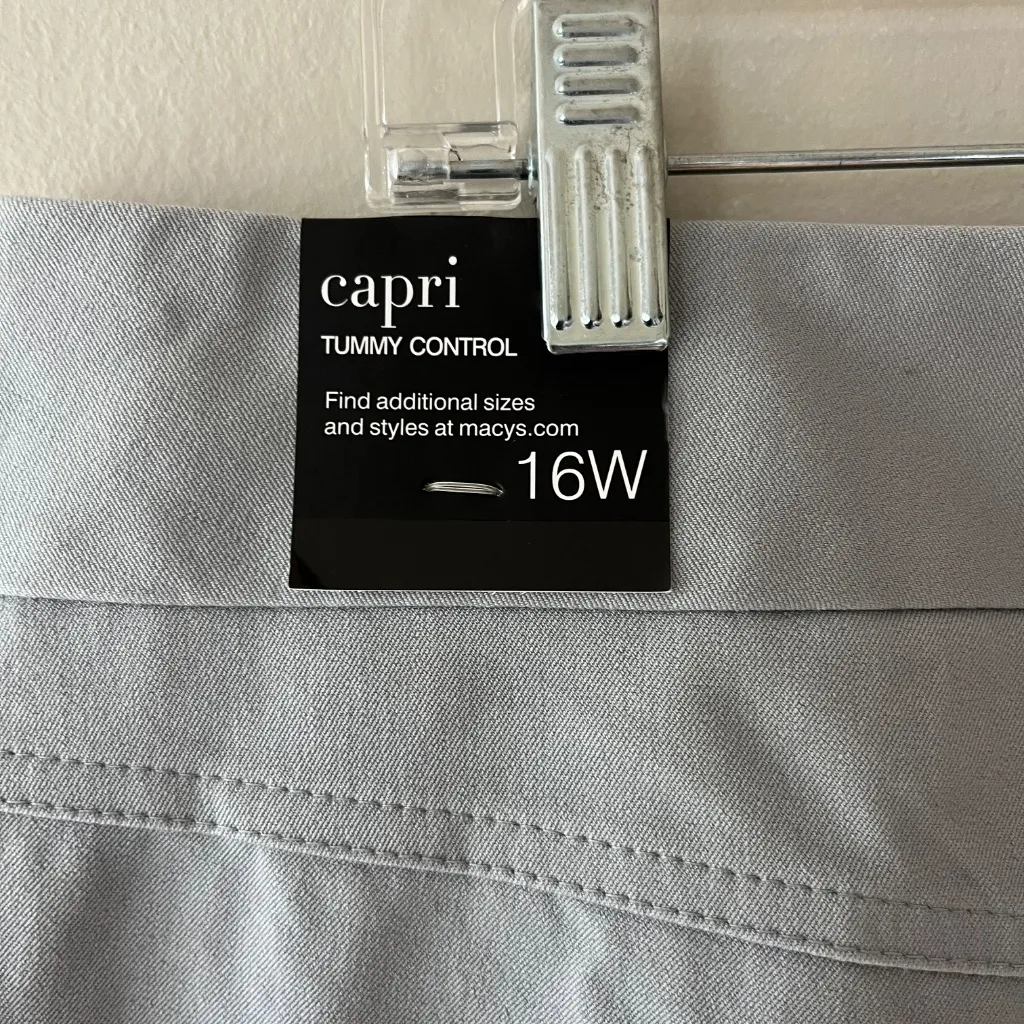 capri
TUMMY CONTROL
Find additional sizes
and styles at macys.com
16W